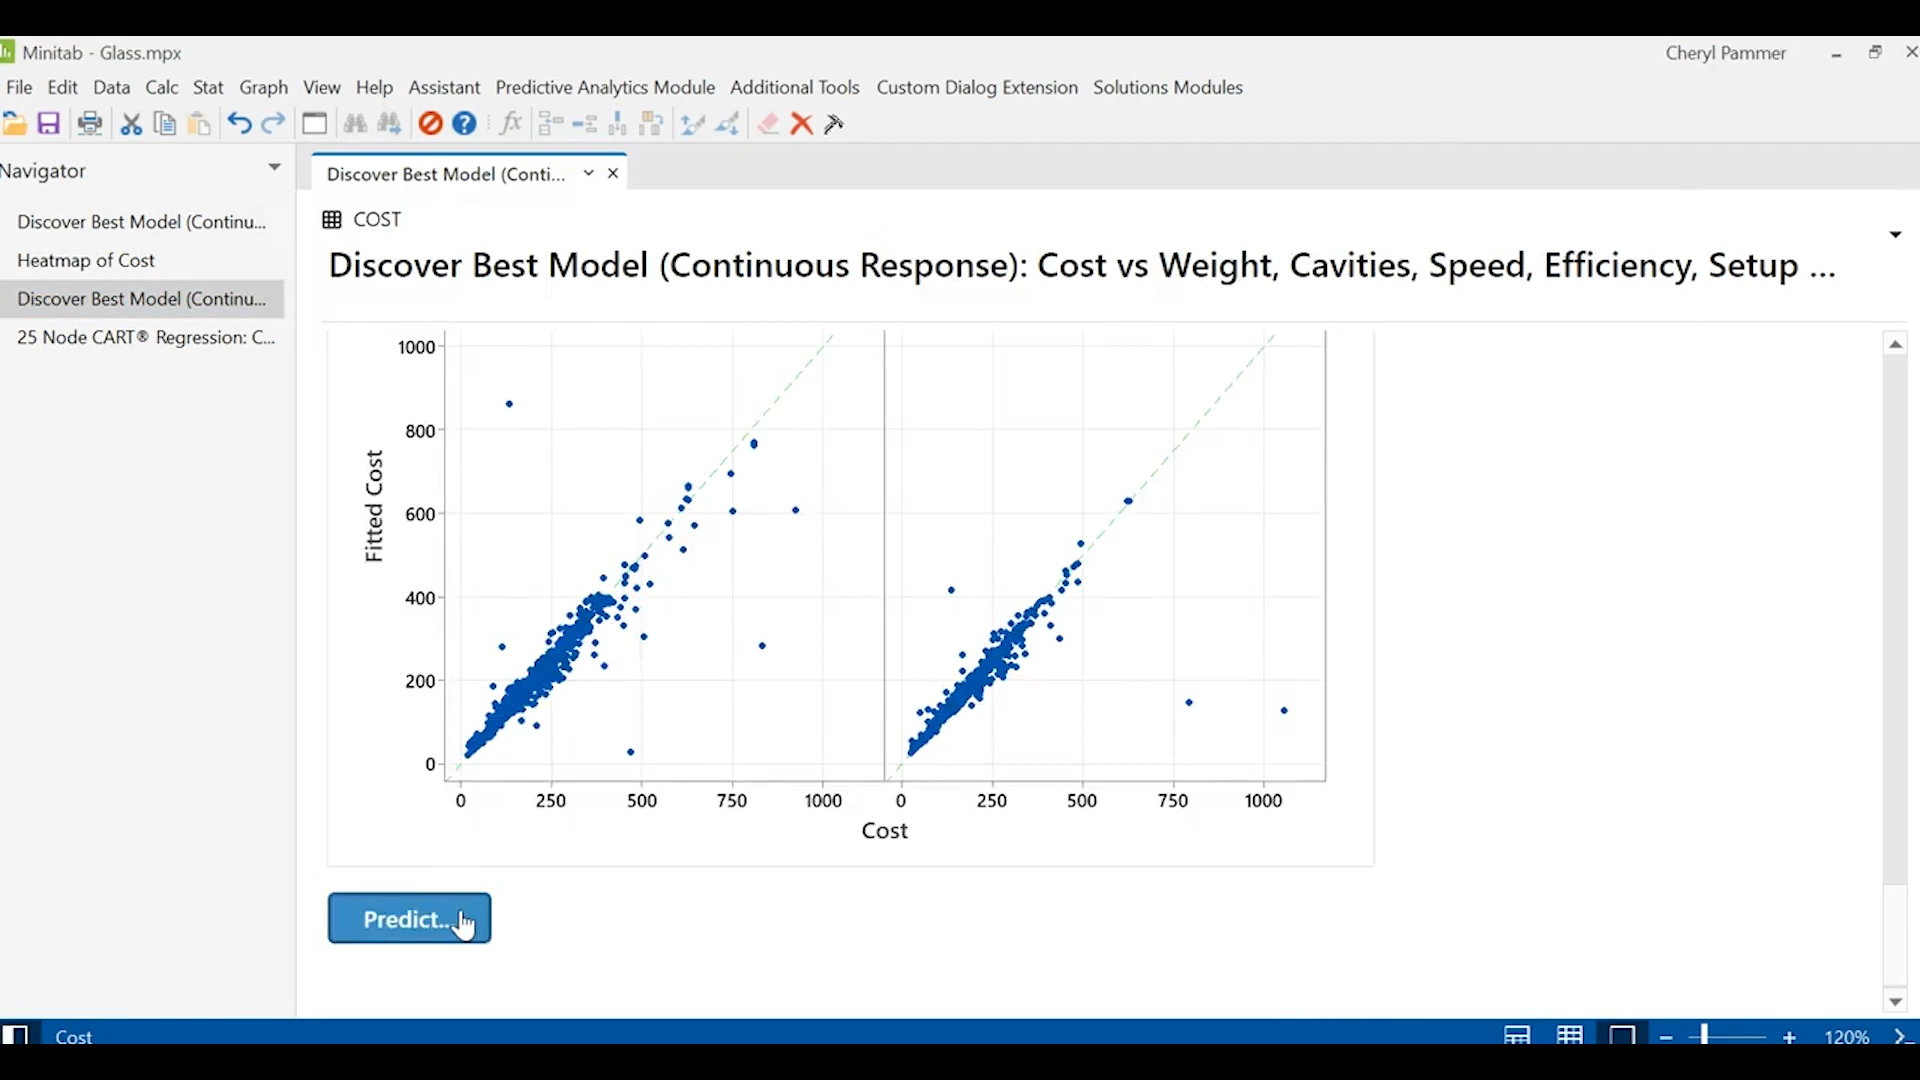 Minitab - Glass.mpx
Cheryl Pammer
File Edit Data Calc Stat Graph View Help Assistant Predictive Analytics Module Additional Tools Custom Dialog Extension Solutions Modules
Navigator
Discover Best Model (Conti...
Discover Best Model (Continu...
Heatmap of Cost
Discover Best Model (Continu...
25 Node CART® Regression: C...
COST
Discover Best Model (Continuous Response): Cost vs Weight, Cavities, Speed, Efficiency, Setup ...
1000
800
600
400
200
0
Fitted Cost
0 250 500 750 1000 0 250 500 750 1000
Cost
Predict...
Cost
120%